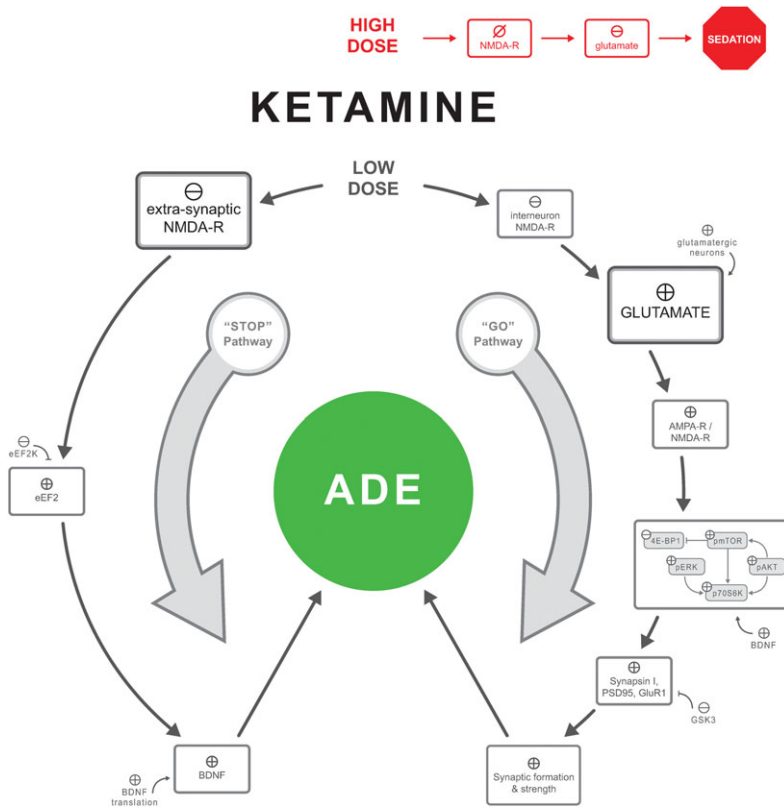 HIGH
DOSE
∅
NMDA-R
⊖
glutamate
SEDATION
KETAMINE
LOW
DOSE
⊖
extra-synaptic
NMDA-R
⊖
interneuron
NMDA-R
⊕
glutamatergic
neurons
⊕
GLUTAMATE
"STOP"
Pathway
"GO"
Pathway
⊕
AMPA-R /
NMDA-R
⊖
eEF2K
⊕
eEF2
ADE
⊖
4E-BP1
⊕
pmTOR
⊕
pERK
⊕
pAKT
⊕
p70S6K
⊕
BDNF
⊕
Synapsin I,
PSD95, GluR1
⊖
GSK3
⊕
BDNF
⊕
BDNF
translation
⊕
Synaptic formation
& strength